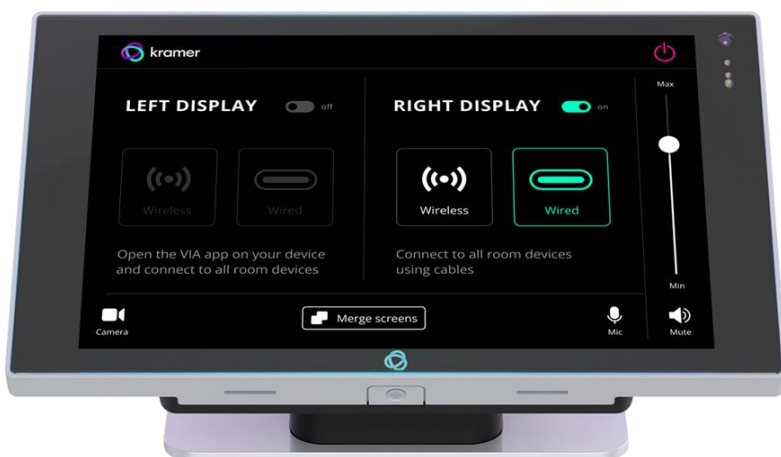 kramer
LEFT DISPLAY
off
Wireless
Wired
Open the VIA app on your device
and connect to all room devices
RIGHT DISPLAY
on
Wireless
Wired
Connect to all room devices
using cables
Max
Min
Camera
Merge screens
Mic
Mute